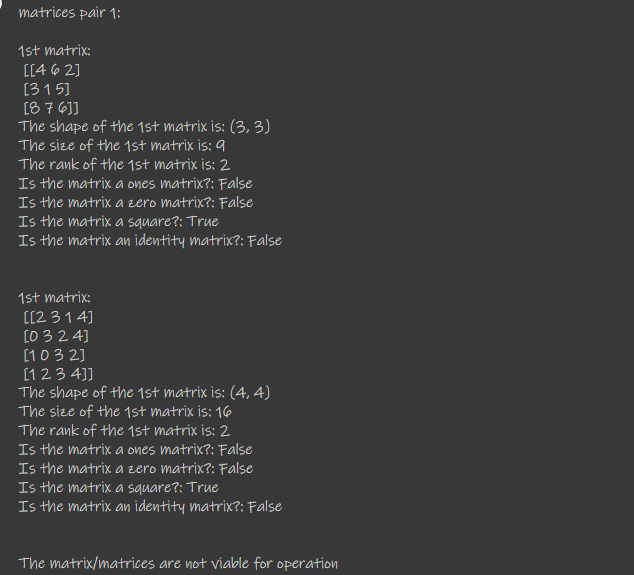 matrices pair 1:
1st matrix:
[[4 6 2]
[3 1 5]
[8 7 6]]
The shape of the 1st matrix is: (3, 3)
The size of the 1st matrix is: 9
The rank of the 1st matrix is: 2
Is the matrix a ones matrix?: False
Is the matrix a zero matrix?: False
Is the matrix a square?: True
Is the matrix an identity matrix?: False
1st matrix:
[[2 3 1 4]
[0 3 2 4]
[1 0 3 2]
[1 2 3 4]]
The shape of the 1st matrix is: (4, 4)
The size of the 1st matrix is: 16
The rank of the 1st matrix is: 2
Is the matrix a ones matrix?: False
Is the matrix a zero matrix?: False
Is the matrix a square?: True
Is the matrix an identity matrix?: False
The matrix/matrices are not viable for operation